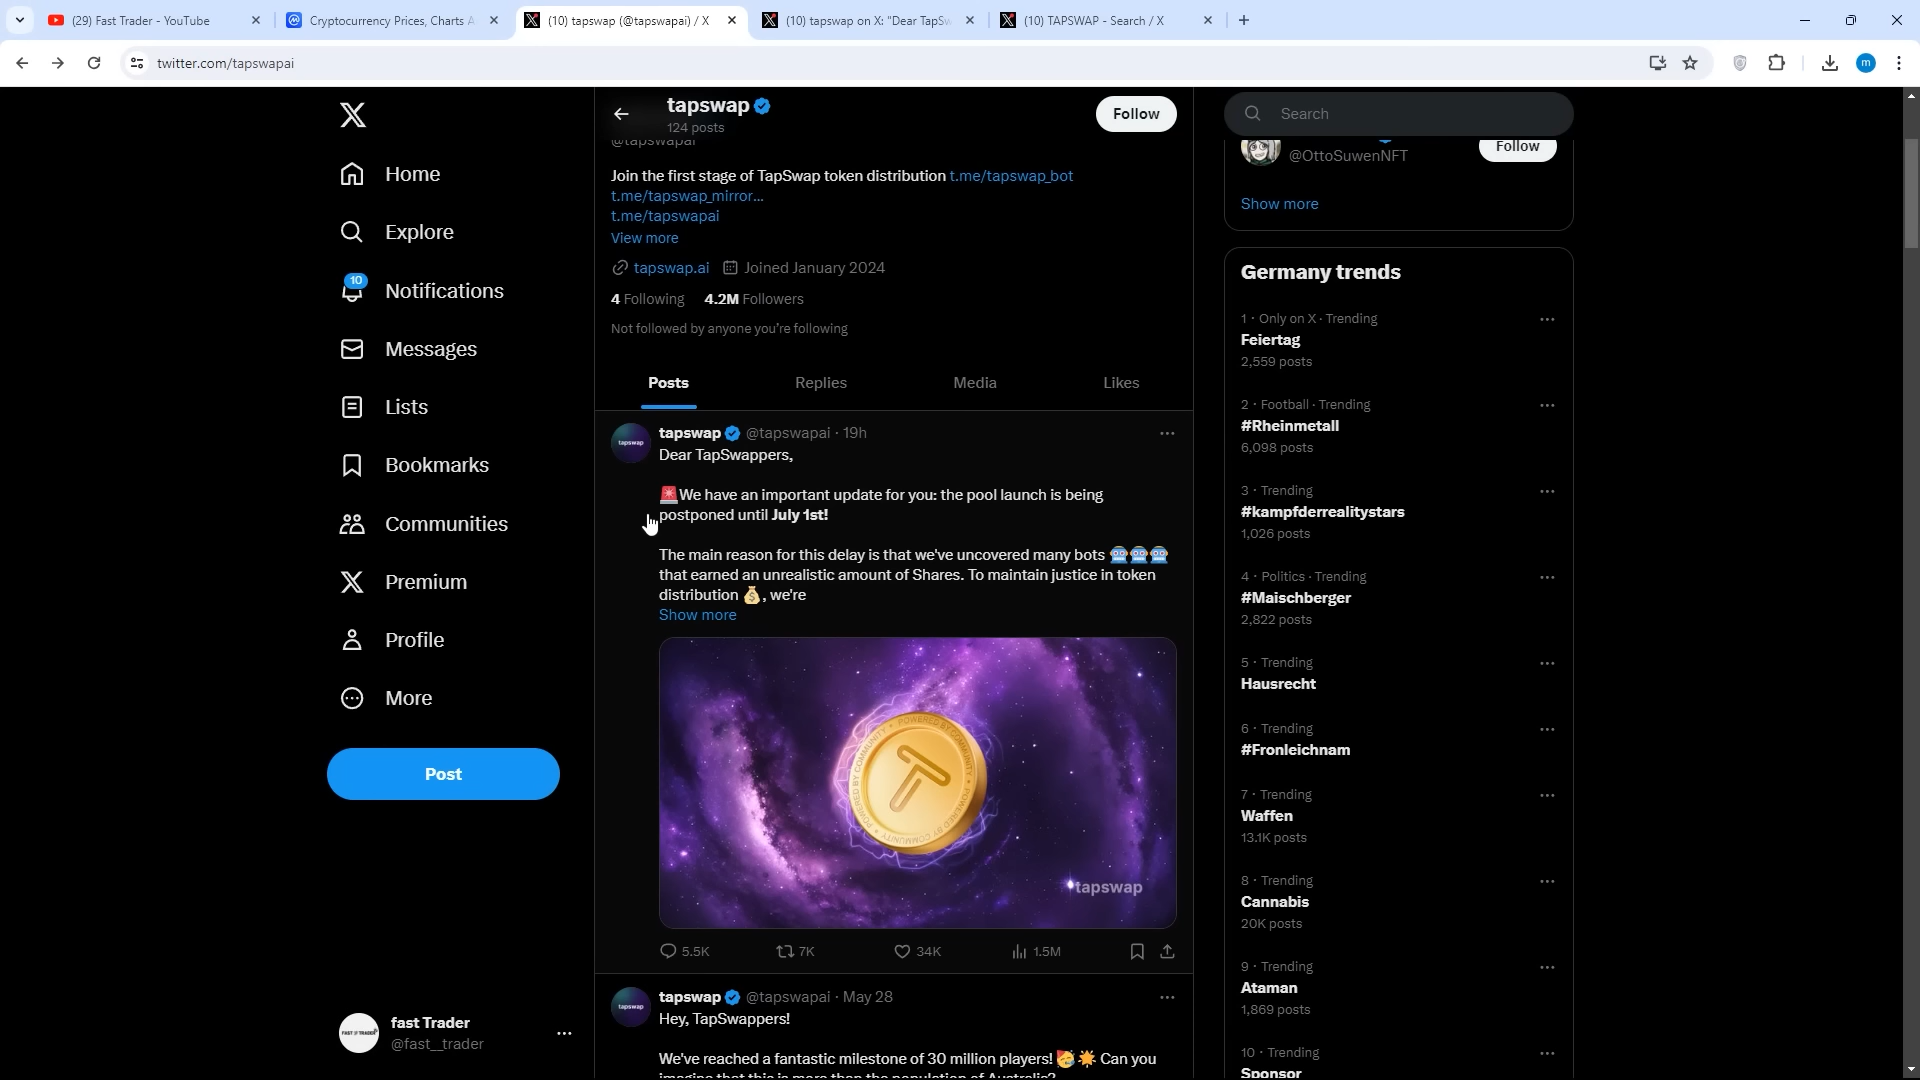 (29) Fast Trader - YouTube
Cryptocurrency Prices, Charts A
(10) tapswap (@tapswapai) / X
(10) tapswap on X: "Dear TapSw
(10) TAPSWAP - Search / X
twitter.com/tapswapai
m
Home
Explore
10
Notifications
Messages
Lists
Bookmarks
Communities
Premium
Profile
More
Post
fast Trader
@fast__trader
tapswap
124 posts
Follow
@tapswapai
Join the first stage of TapSwap token distribution t.me/tapswap_bot
t.me/tapswap_mirror…
t.me/tapswapai
View more
tapswap.ai Joined January 2024
4 Following 4.2M Followers
Not followed by anyone you're following
Posts Replies Media Likes
tapswap @tapswapai · 19h
Dear TapSwappers,
🚨We have an important update for you: the pool launch is being
postponed until July 1st!
The main reason for this delay is that we've uncovered many bots 🤖🤖🤖
that earned an unrealistic amount of Shares. To maintain justice in token
distribution 💰, we're
Show more
POWERED BY COMMUNITY • POWERED BY COMMUNITY
tapswap
5.5K 7K 34K 1.5M
tapswap @tapswapai · May 28
Hey, TapSwappers!
We've reached a fantastic milestone of 30 million players! 🥳☀️ Can you
imagine that this is more than the population of Australia?
Search
@OttoSuwenNFT
Follow
Show more
Germany trends
1 · Only on X · Trending
Feiertag
2,559 posts
2 · Football · Trending
#Rheinmetall
6,098 posts
3 · Trending
#kampfderrealitystars
1,026 posts
4 · Politics · Trending
#Maischberger
2,822 posts
5 · Trending
Hausrecht
6 · Trending
#Fronleichnam
7 · Trending
Waffen
13.1K posts
8 · Trending
Cannabis
20K posts
9 · Trending
Ataman
1,869 posts
10 · Trending
Sponsor